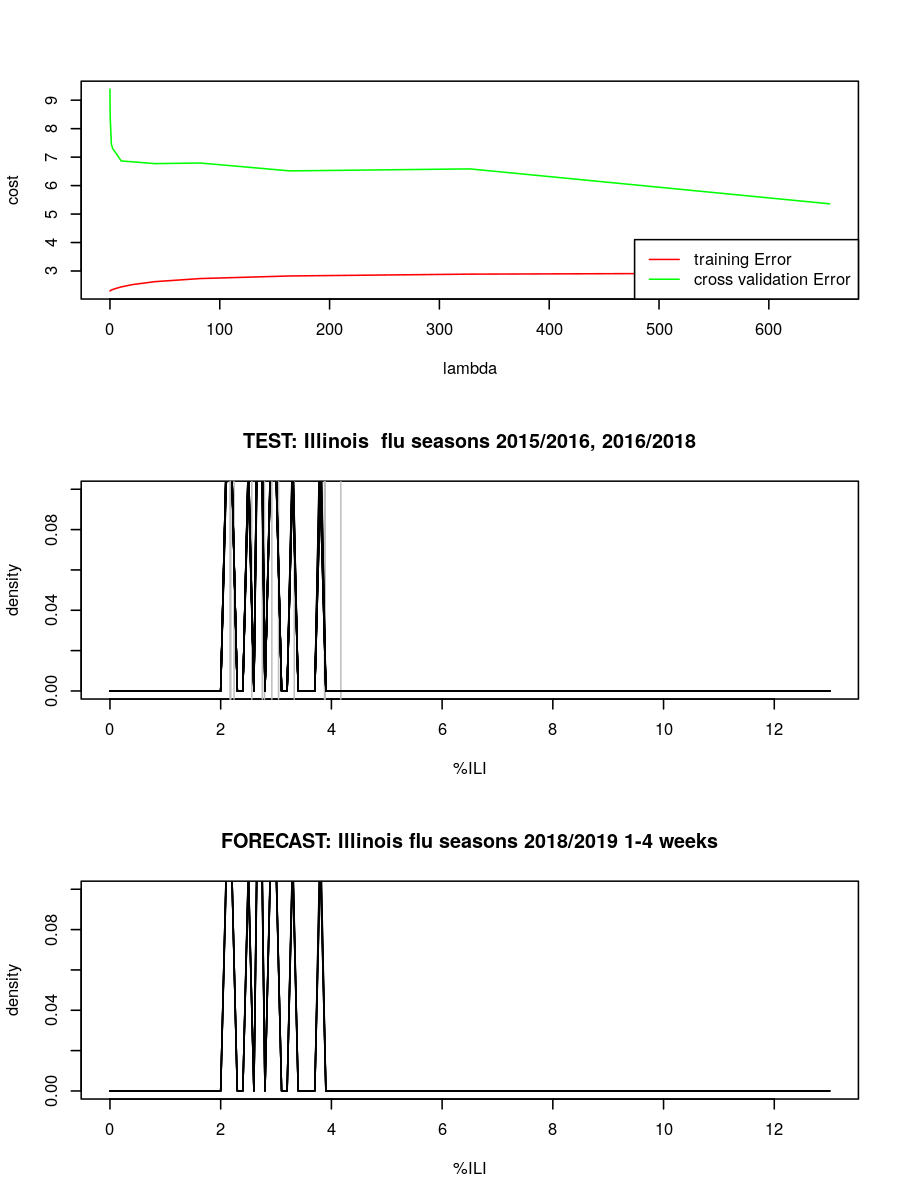 9
8
7
6
5
4
3
cost
training Error
cross validation Error
0 100 200 300 400 500 600
lambda
TEST: Illinois  flu seasons 2015/2016, 2016/2018
0.08
0.04
0.00
density
0 2 4 6 8 10 12
%ILI
FORECAST: Illinois flu seasons 2018/2019 1-4 weeks
0.08
0.04
0.00
density
0 2 4 6 8 10 12
%ILI